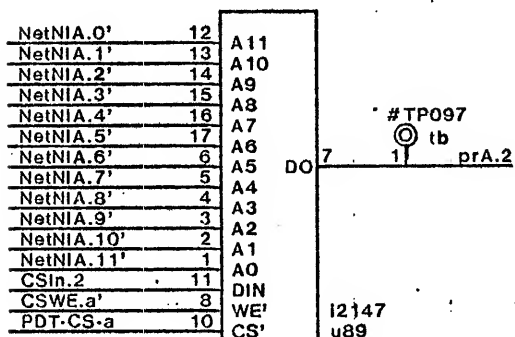 NetNIA.0' 12 A11
NetNIA.1' 13 A10
NetNIA.2' 14 A9
NetNIA.3' 15 A8
NetNIA.4' 16 A7
NetNIA.5' 17 A6
NetNIA.6' 6 A5 DO 7 1 prA.2
#TP097
tb
NetNIA.7' 5 A4
NetNIA.8' 4 A3
NetNIA.9' 3 A2
NetNIA.10' 2 A1
NetNIA.11' 1 A0
CSIn.2 11 DIN
CSWE.a' 8 WE' I2147
PDT-CS-a 10 CS' u89